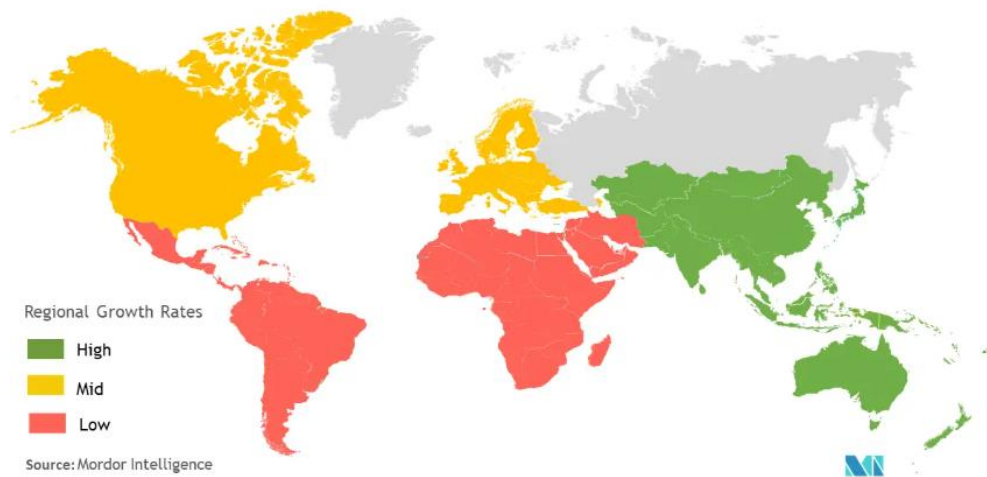 Regional Growth Rates
High
Mid
Low
Source: Mordor Intelligence